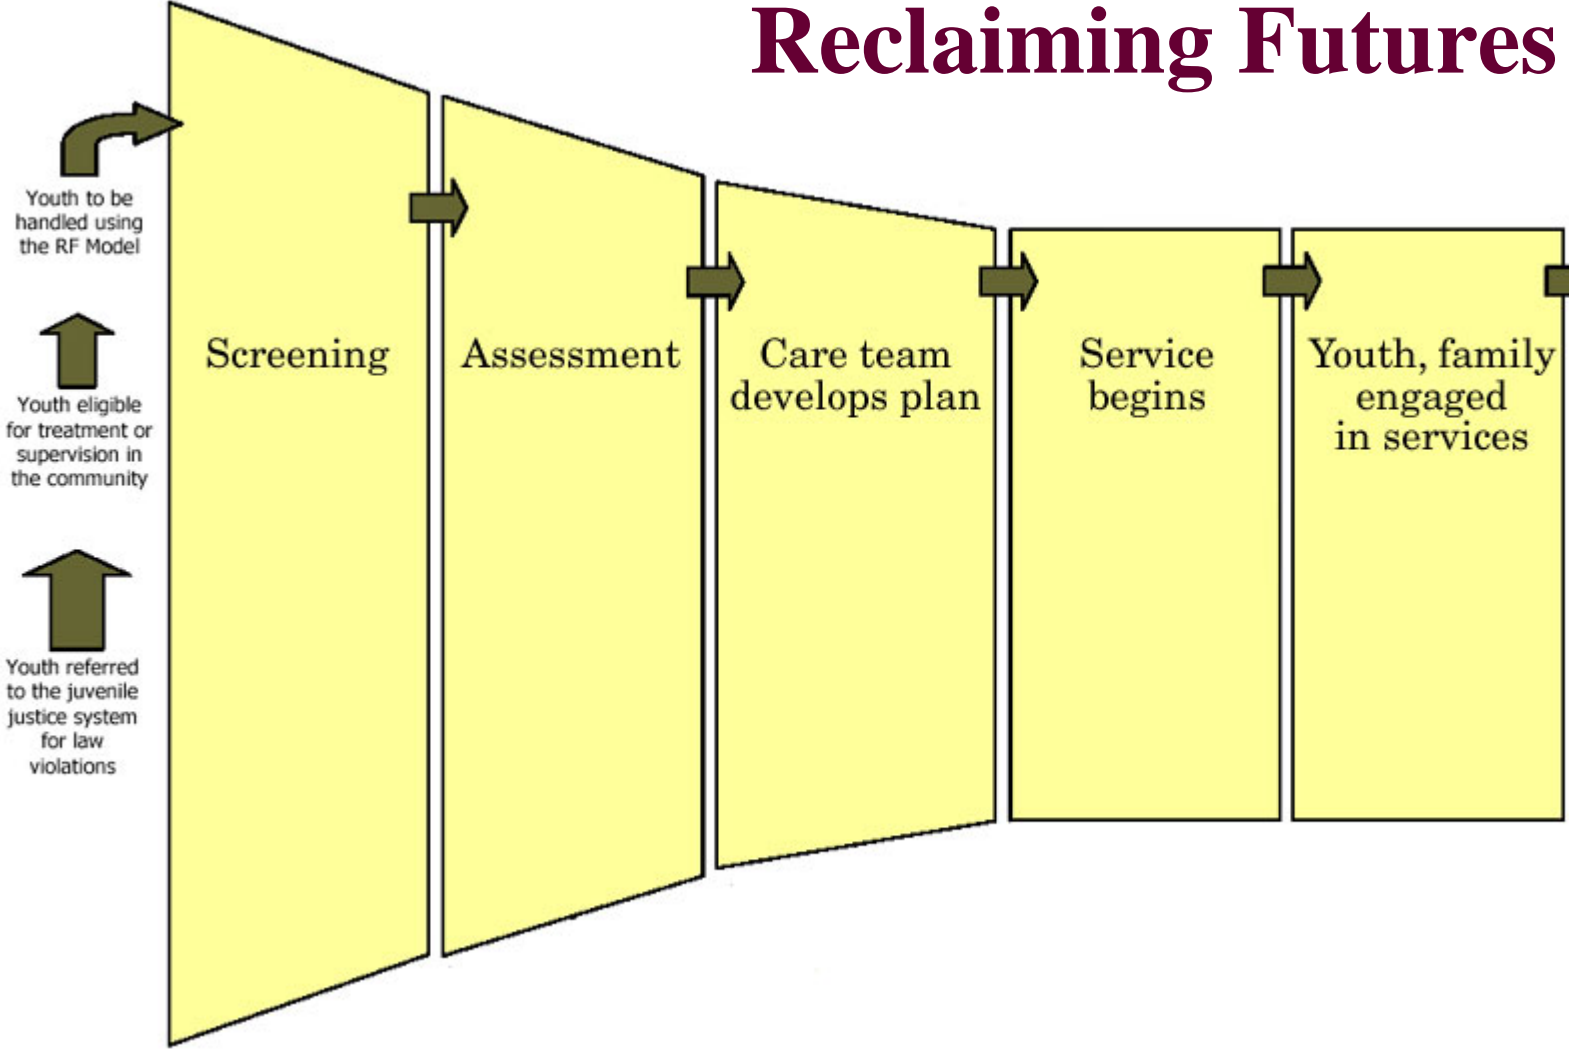 Reclaiming Futures
Youth to be
handled using
the RF Model
Youth eligible
for treatment or
supervision in
the community
Youth referred
to the juvenile
justice system
for law
violations
Screening
Assessment
Care team
develops plan
Service
begins
Youth, family
engaged
in services